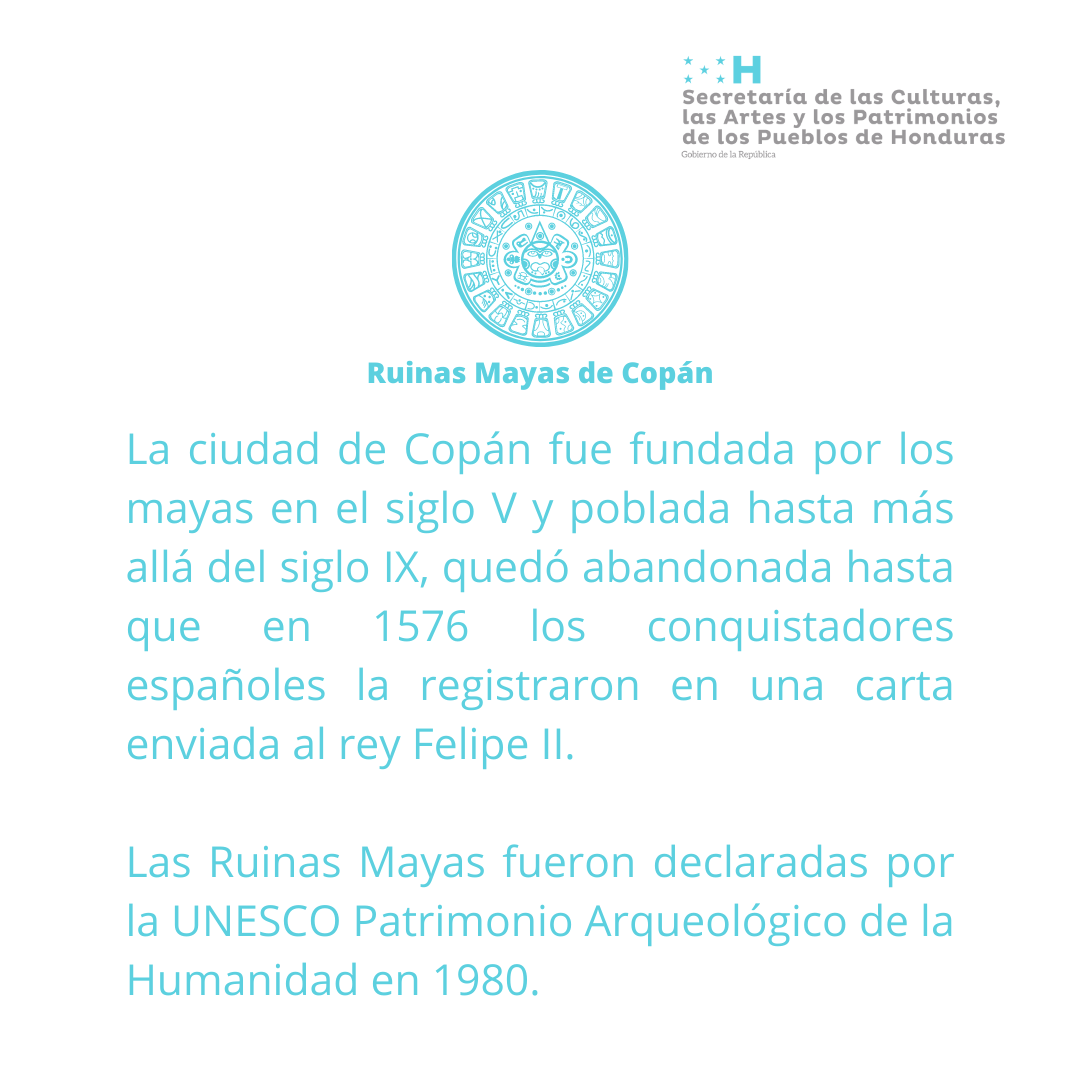 H
Secretaría de las Culturas,
las Artes y los Patrimonios
de los Pueblos de Honduras
Gobierno de la República
Ruinas Mayas de Copán
La ciudad de Copán fue fundada por los
mayas en el siglo V y poblada hasta más
allá del siglo IX, quedó abandonada hasta
que en 1576 los conquistadores
españoles la registraron en una carta
enviada al rey Felipe II.
Las Ruinas Mayas fueron declaradas por
la UNESCO Patrimonio Arqueológico de la
Humanidad en 1980.